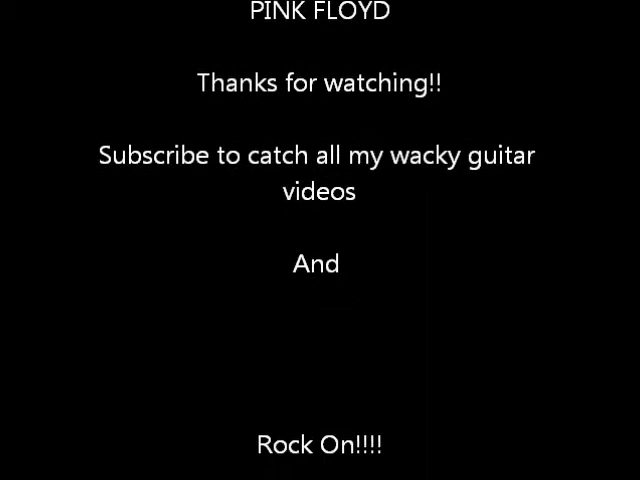 PINK FLOYD
Thanks for watching!!
Subscribe to catch all my wacky guitar
videos
And
Rock On!!!!